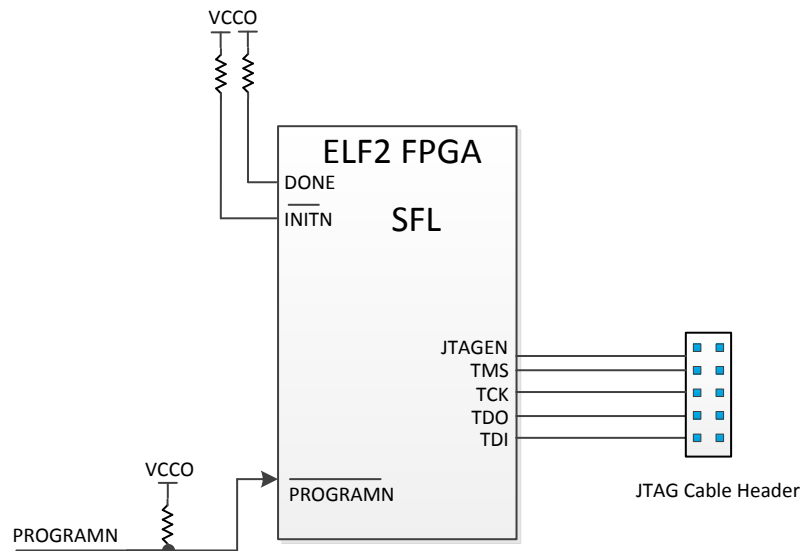 VCCO
ELF2 FPGA
DONE
INITN
SFL
JTAGEN
TMS
TCK
TDO
TDI
VCCO
PROGRAMN
JTAG Cable Header
PROGRAMN